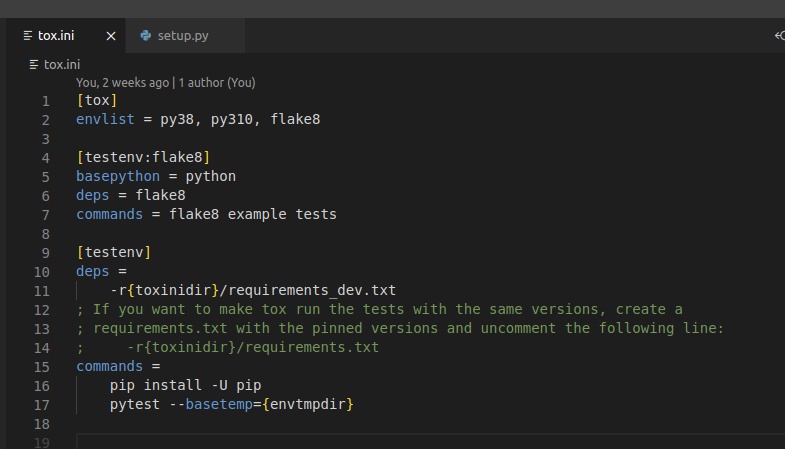 tox.ini
setup.py
tox.ini
You, 2 weeks ago | 1 author (You)
1 [tox]
2 envlist = py38, py310, flake8
3
4 [testenv:flake8]
5 basepython = python
6 deps = flake8
7 commands = flake8 example tests
8
9 [testenv]
10 deps =
11     -r{toxinidir}/requirements_dev.txt
12 ; If you want to make tox run the tests with the same versions, create a
13 ; requirements.txt with the pinned versions and uncomment the following line:
14 ;     -r{toxinidir}/requirements.txt
15 commands =
16     pip install -U pip
17     pytest --basetemp={envtmpdir}
18
19